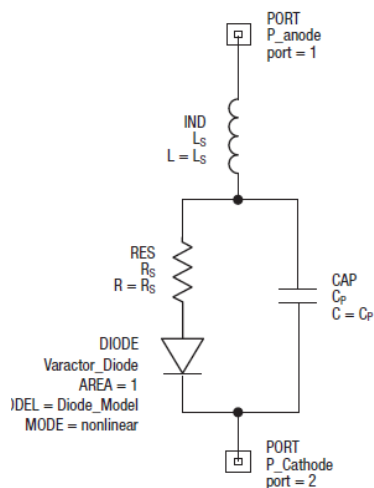 PORT
P_anode
port = 1
IND
LS
L = LS
RES
RS
R = RS
CAP
CP
C = CP
DIODE
Varactor_Diode
AREA = 1
DEL = Diode_Model
MODE = nonlinear
PORT
P_Cathode
port = 2